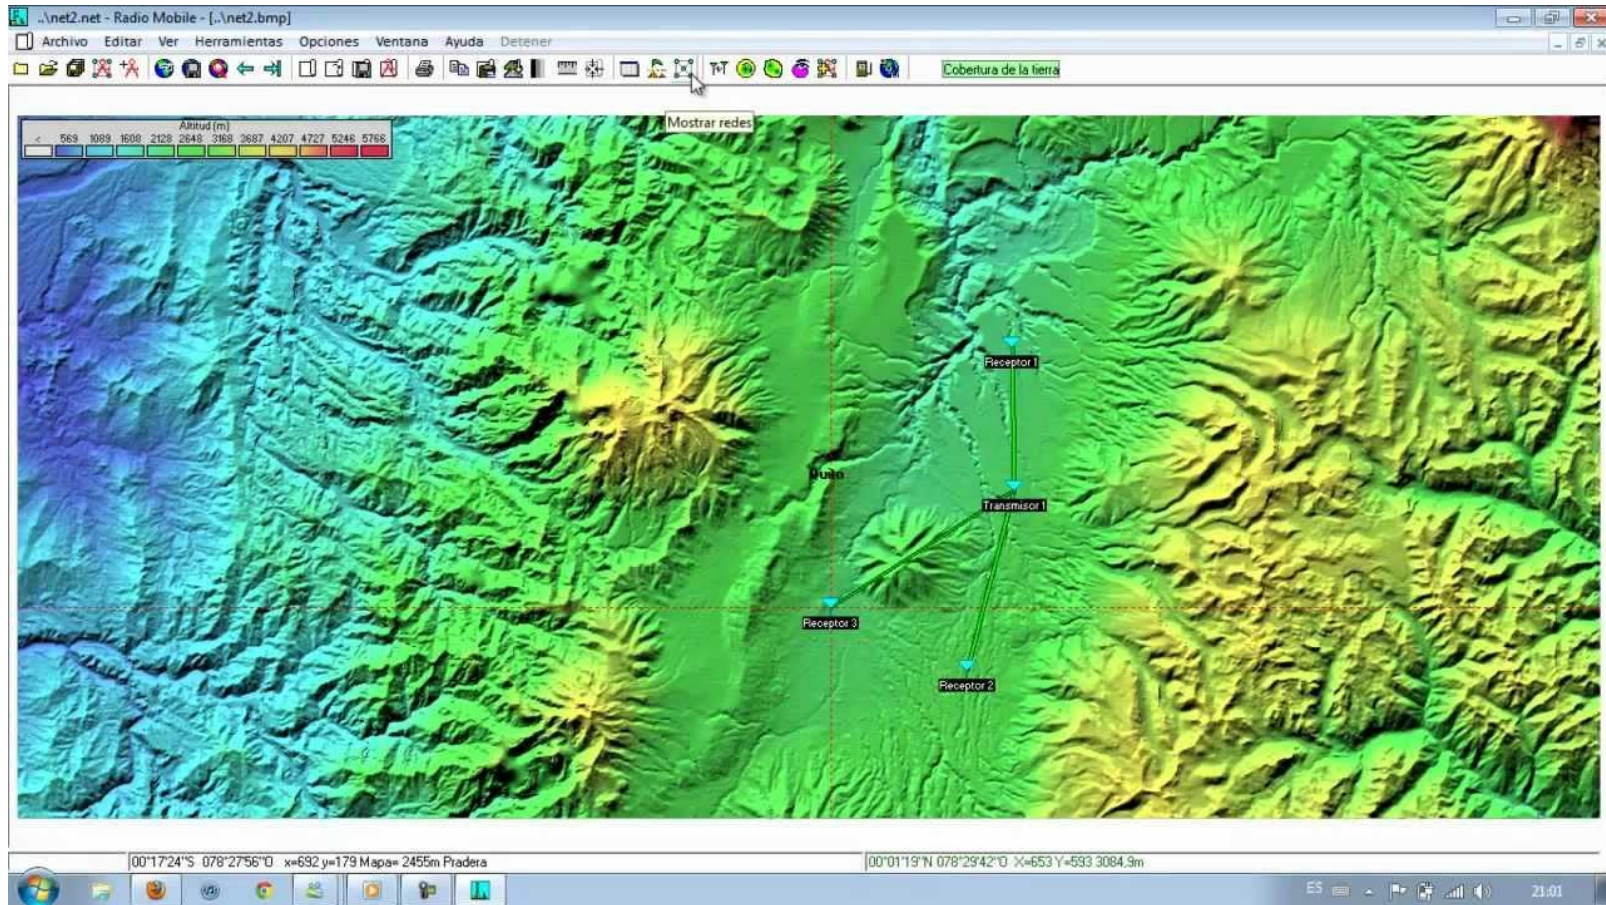 ..\net2.net - Radio Mobile - [..\net2.bmp]
Archivo Editar Ver Herramientas Opciones Ventana Ayuda Detener
Cobertura de la tierra
Mostrar redes
Altitud (m)
< 569 1089 1608 2128 2648 3168 3687 4207 4727 5246 5766
Receptor 1
Quito
Transmisor 1
Receptor 3
Receptor 2
00°17'24''S 078°27'56''O x=692 y=179 Mapa= 2455m Pradera
00°01'19''N 078°29'42''O X=653 Y=593 3084,9m
ES
21:01